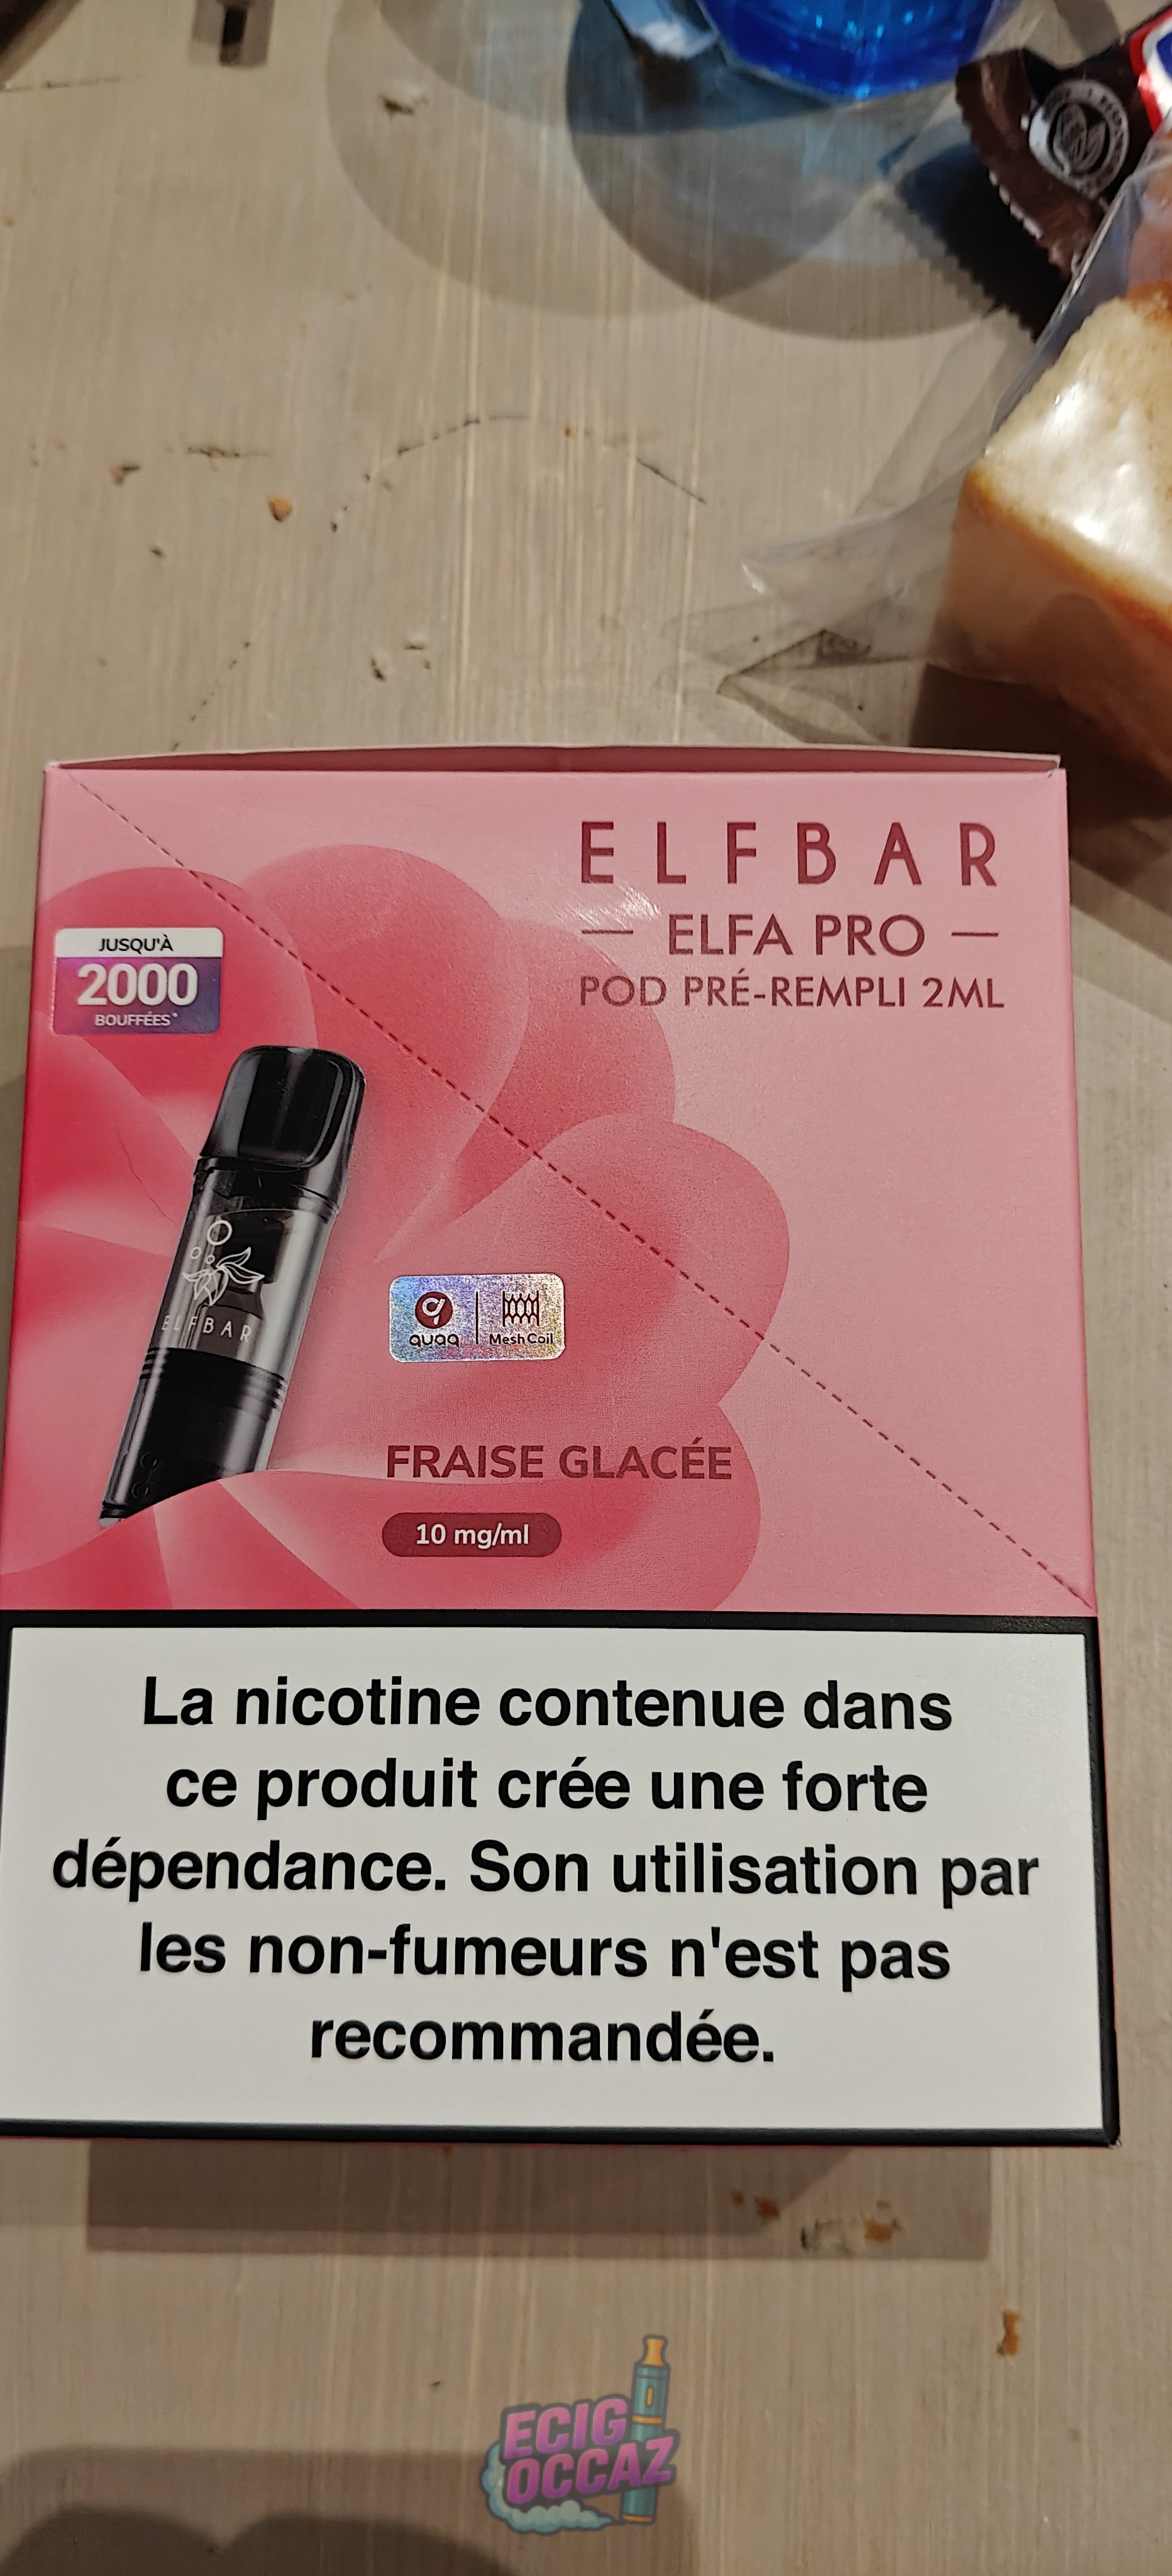 ELFBAR
ELFA PRO
POD PRÉ-REMPLI 2ML
JUSQU'À
2000
BOUFFÉES*
ELFBAR
quaq
Mesh Coil
FRAISE GLACÉE
10 mg/ml
La nicotine contenue dans
ce produit crée une forte
dépendance. Son utilisation par
les non-fumeurs n'est pas
recommandée.
ECIG
OCCAZ